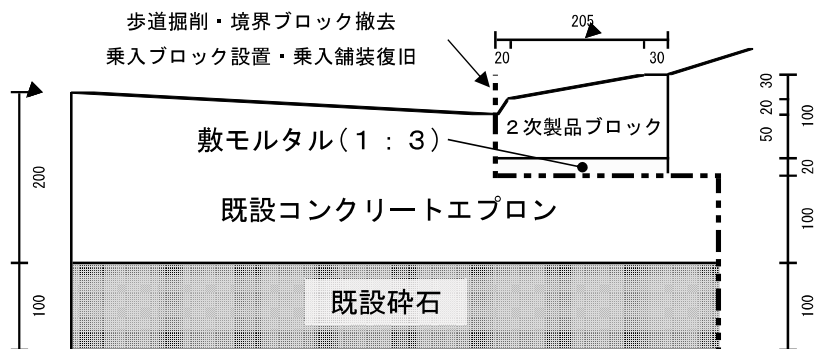 歩道掘削・境界ブロック撤去
乗入ブロック設置・乗入舗装復旧
205
20
30
2次製品ブロック
敷モルタル(1:3)
既設コンクリートエプロン
既設砕石
200
100
30
20
50
100
20
100
100